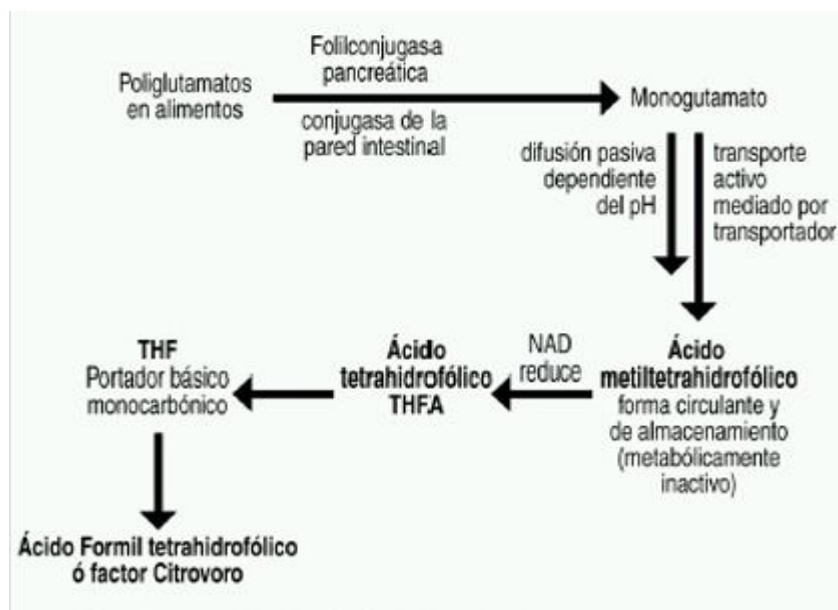 Folilconjugasa
pancreática
Poliglutamatos
en alimentos
Monogutamato
conjugasa de la
pared intestinal
difusión pasiva
dependiente
del pH
transporte
activo
mediado por
transportador
THF
Portador básico
monocarbónico
Ácido
tetrahidrofólico
THFA
NAD
reduce
Ácido
metiltetrahidrofólico
forma circulante y
de almacenamiento
(metabólicamente
inactivo)
Ácido Formil tetrahidrofólico
ó factor Citrovoro